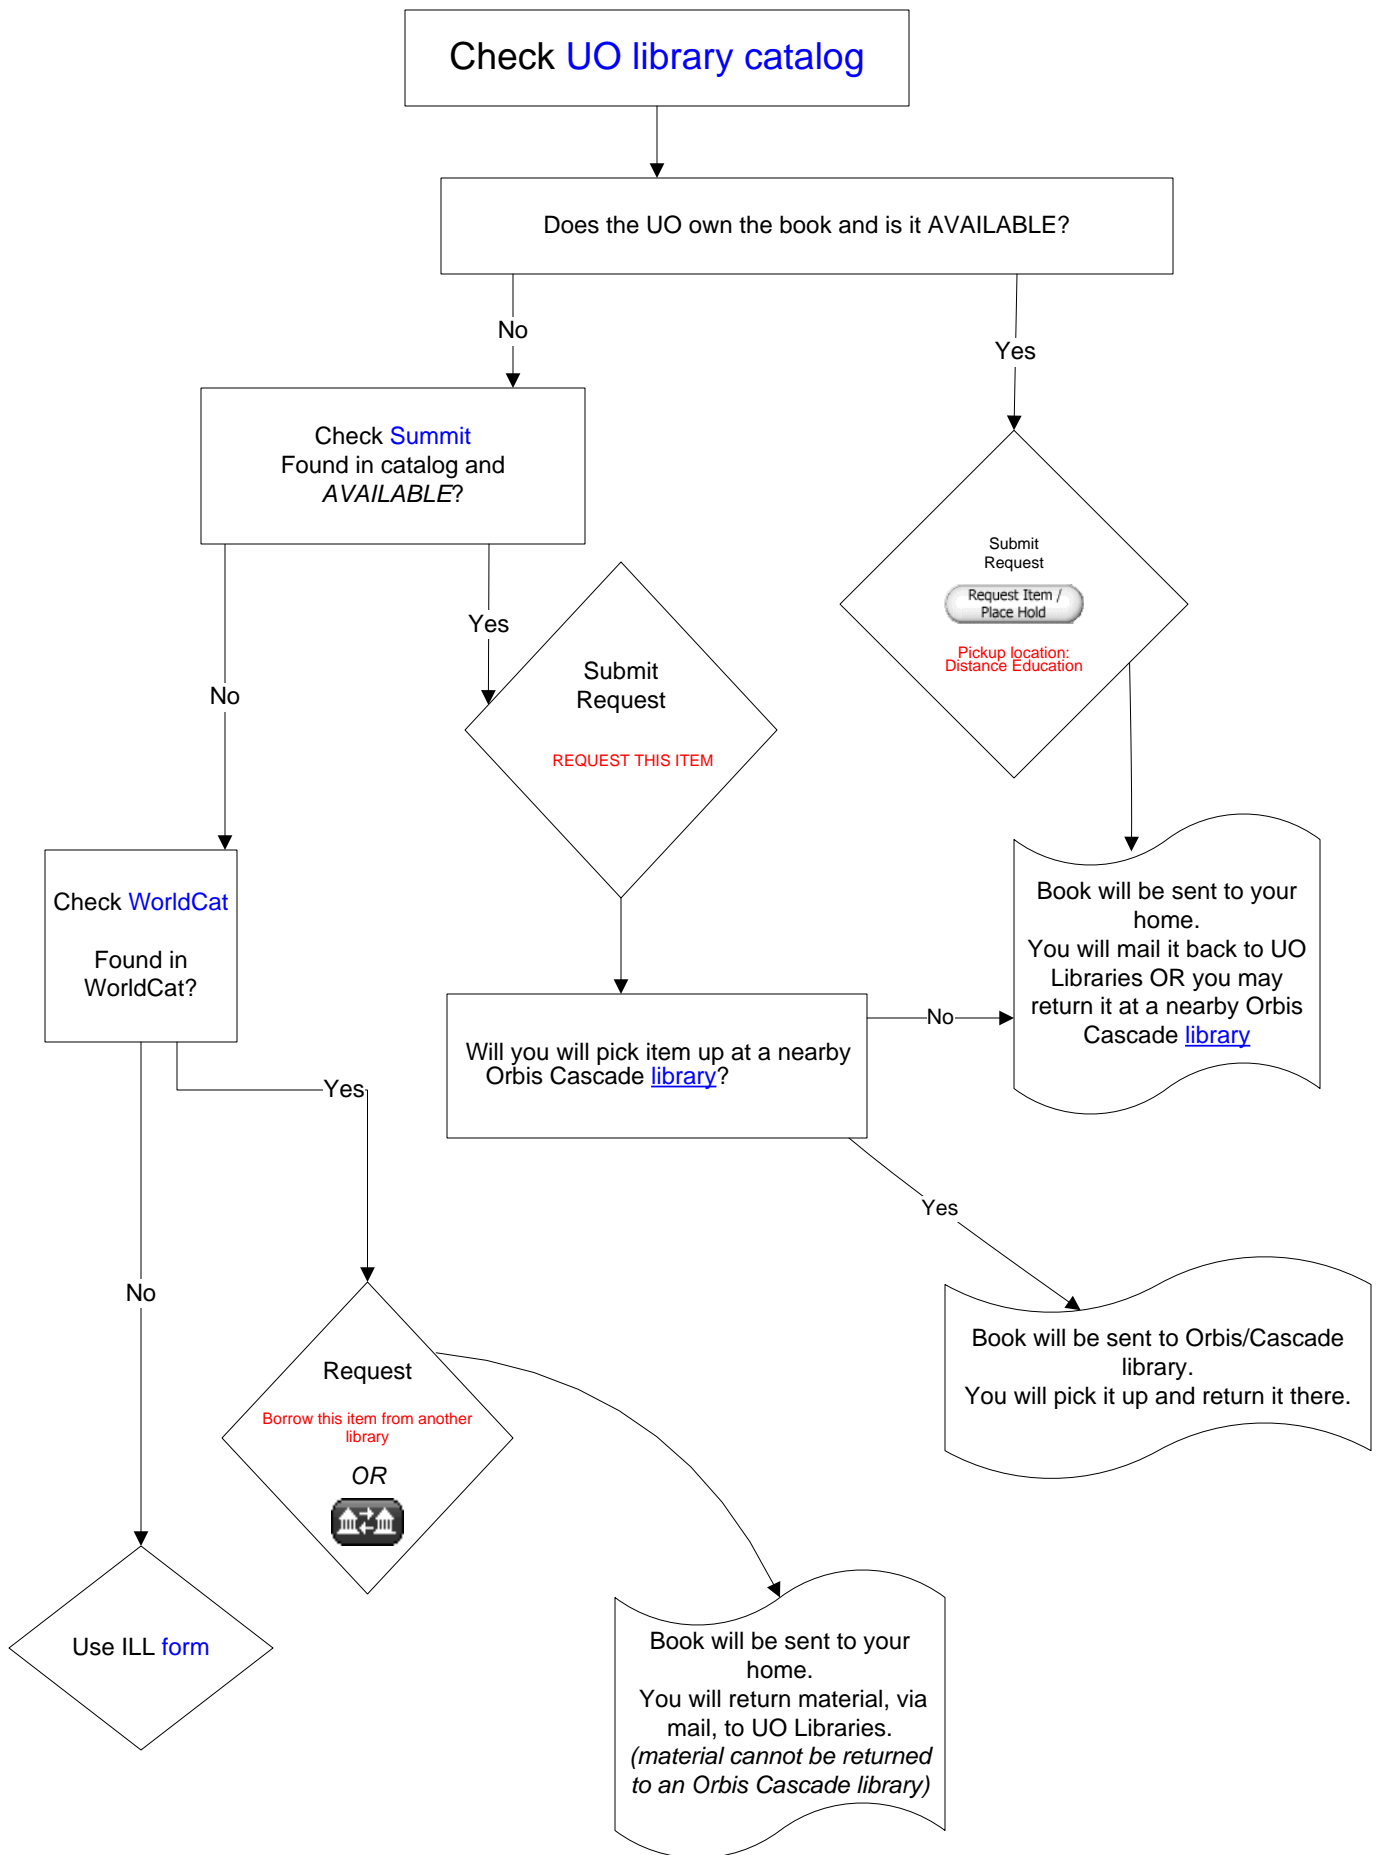 Check UO library catalog
Does the UO own the book and is it AVAILABLE?
No
Yes
Check Summit
Found in catalog and
AVAILABLE?
Submit
Request
Request Item /
Place Hold
Pickup location:
Distance Education
Yes
No
Submit
Request
REQUEST THIS ITEM
Check WorldCat
Found in
WorldCat?
Book will be sent to your
home.
You will mail it back to UO
Libraries OR you may
return it at a nearby Orbis
Cascade library
No
Will you will pick item up at a nearby
Orbis Cascade library?
Yes
Yes
No
Book will be sent to Orbis/Cascade
library.
You will pick it up and return it there.
Request
Borrow this item from another
library
OR
Use ILL form
Book will be sent to your
home.
You will return material, via
mail, to UO Libraries.
(material cannot be returned
to an Orbis Cascade library)